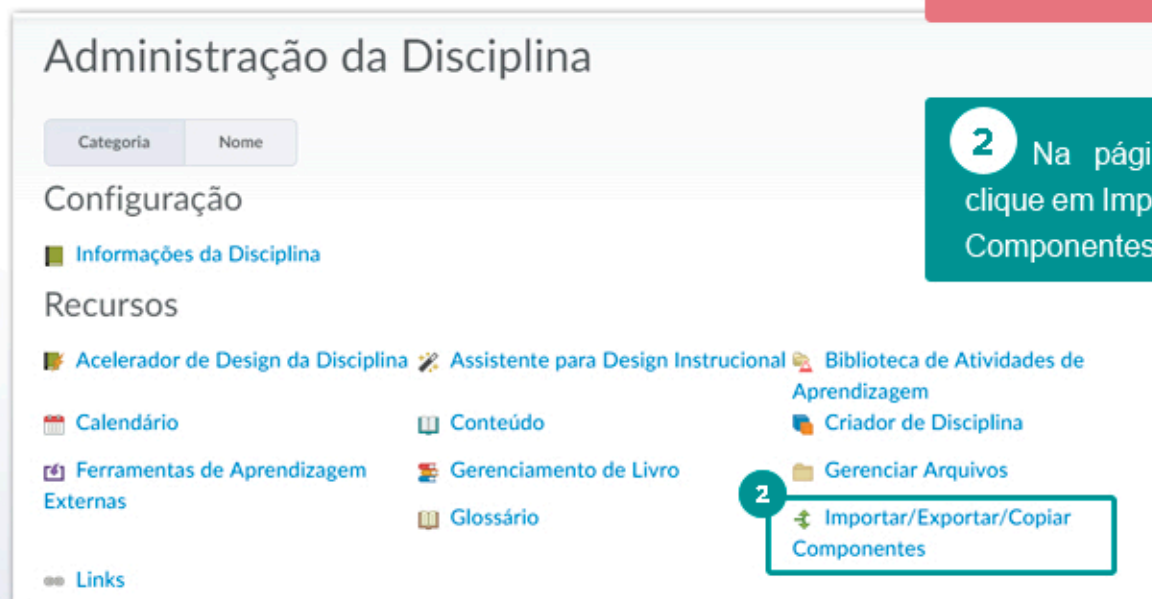 Administração da Disciplina
Categoria Nome
2 Na
clique em
Componentes
Configuração
Informações da Disciplina
Recursos
Acelerador de Design da Disciplina Assistente para Design Instrucional Biblioteca de Atividades de
Aprendizagem
Calendário Conteúdo Criador de Disciplina
Ferramentas de Aprendizagem Gerenciamento de Livro Gerenciar Arquivos
Externas
2
Glossário Importar/Exportar/Copiar
Componentes
Links